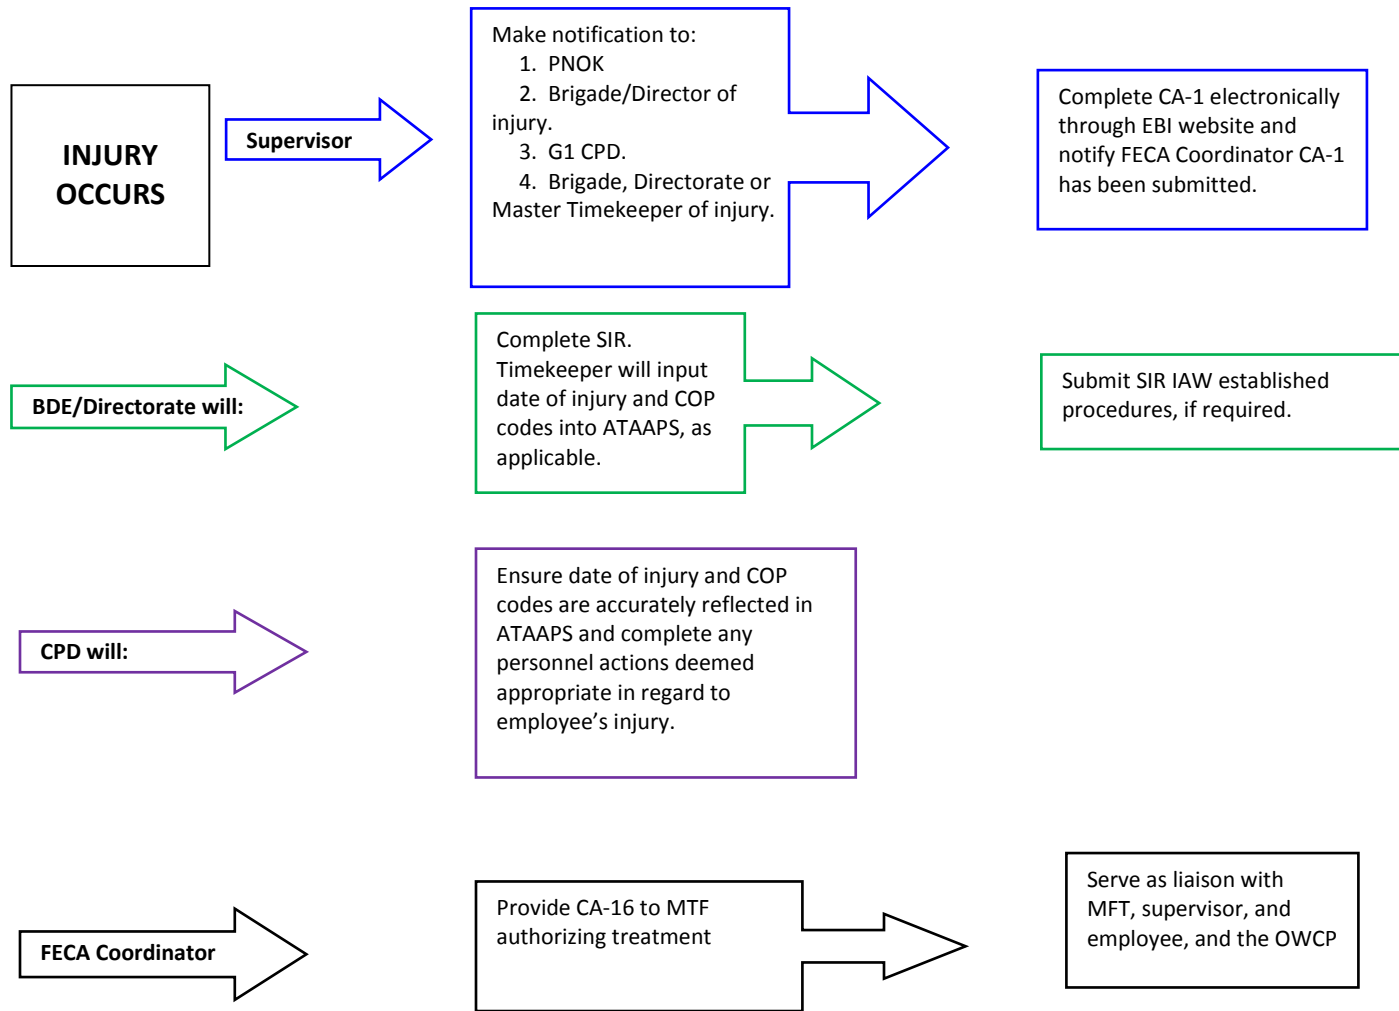 INJURY
OCCURS
Supervisor
Make notification to:
1. PNOK
2. Brigade/Director of
injury.
3. G1 CPD.
4. Brigade, Directorate or
Master Timekeeper of injury.
Complete CA-1 electronically
through EBI website and
notify FECA Coordinator CA-1
has been submitted.
BDE/Directorate will:
Complete SIR.
Timekeeper will input
date of injury and COP
codes into ATAAPS, as
applicable.
Submit SIR IAW established
procedures, if required.
CPD will:
Ensure date of injury and COP
codes are accurately reflected in
ATAAPS and complete any
personnel actions deemed
appropriate in regard to
employee’s injury.
FECA Coordinator
Provide CA-16 to MTF
authorizing treatment
Serve as liaison with
MFT, supervisor, and
employee, and the OWCP